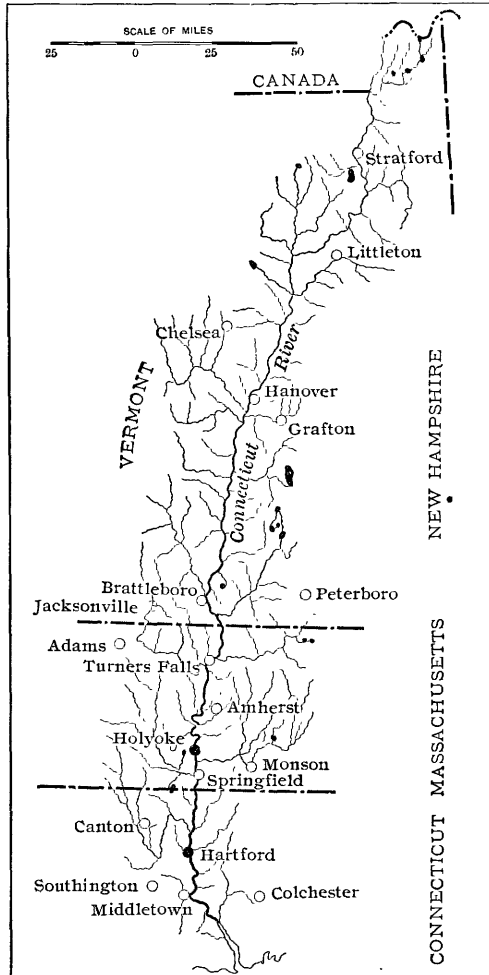 SCALE OF MILES
25 0 25 50
CANADA
Stratford
Littleton
Chelsea
River
Hanover
VERMONT
Grafton
NEW HAMPSHIRE
Connecticut
Brattleboro
Peterboro
Jacksonville
Adams
Turners Falls
MASSACHUSETTS
Amherst
Holyoke
Monson
Springfield
Canton
Hartford
CONNECTICUT
Southington
Colchester
Middletown